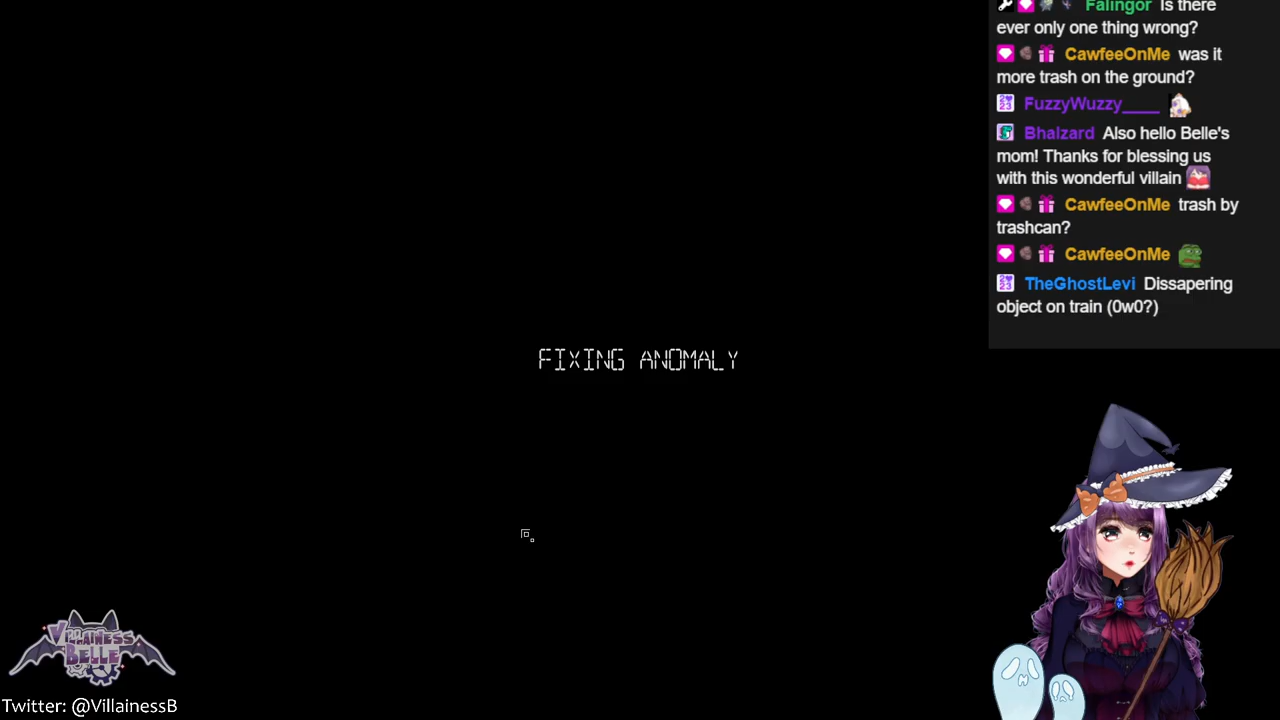 Falingor Is there
ever only one thing wrong?
CawfeeOnMe was it
more trash on the ground?
FuzzyWuzzy____
Bhalzard Also hello Belle's
mom! Thanks for blessing us
with this wonderful villain
CawfeeOnMe trash by
trashcan?
CawfeeOnMe
TheGhostLevi Dissapering
object on train (0w0?)
FIXING ANOMALY
VILLAINESS
BELLE
Twitter: @VillainessB